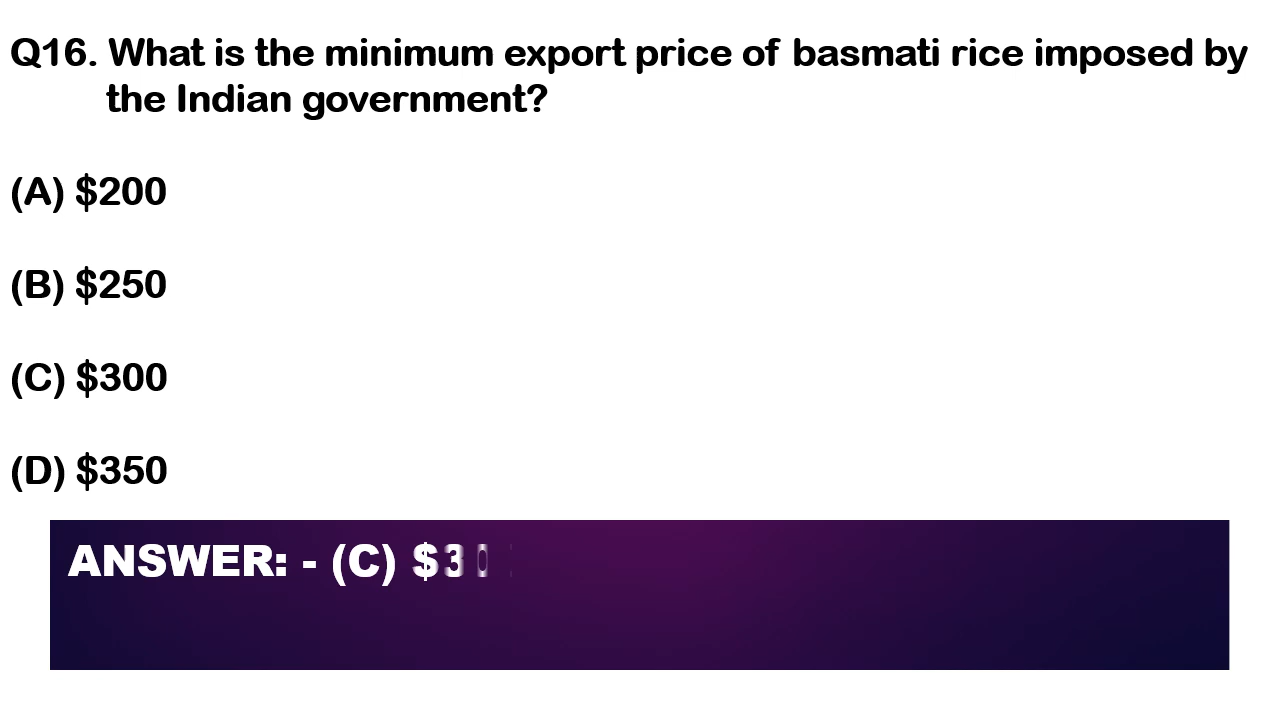 Q16. What is the minimum export price of basmati rice imposed by
the Indian government?
(A) $200
(B) $250
(C) $300
(D) $350
ANSWER: - (C) $30